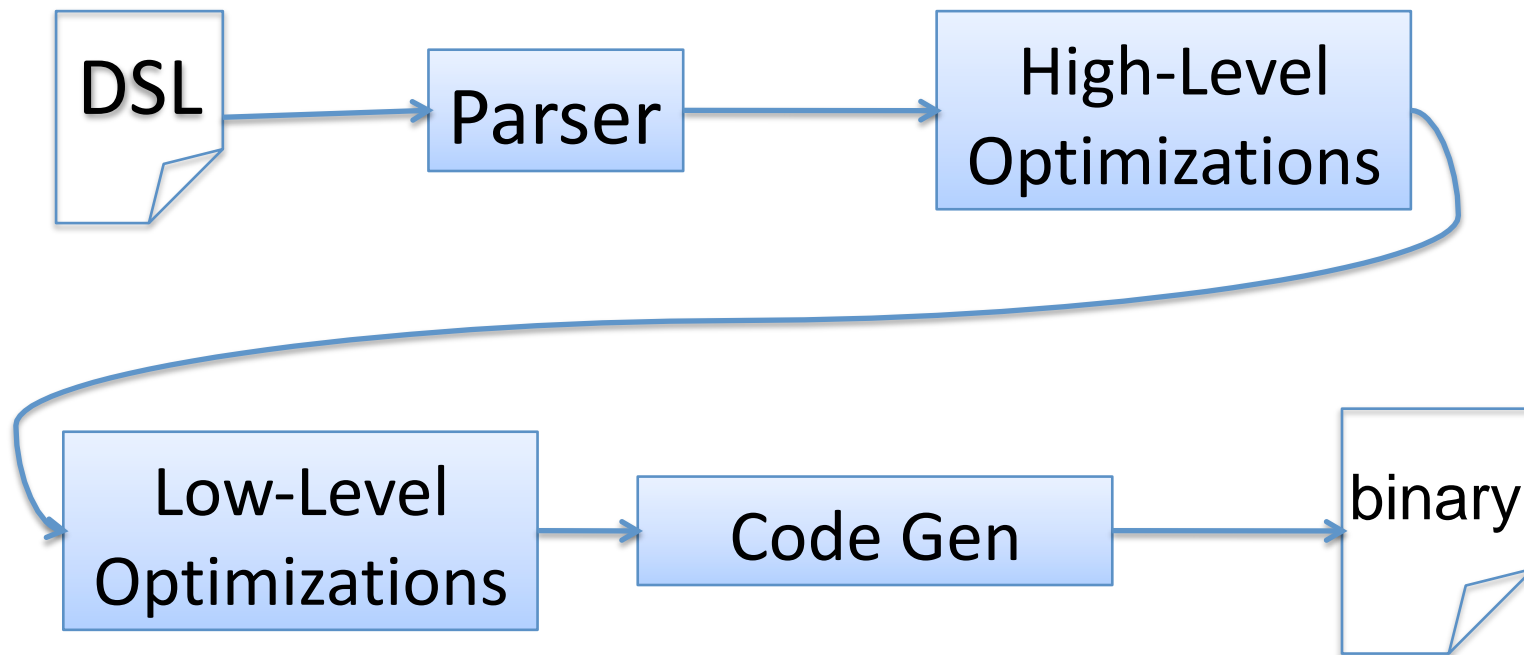 DSL
Parser
High-Level
Optimizations
Low-Level
Optimizations
Code Gen
binary